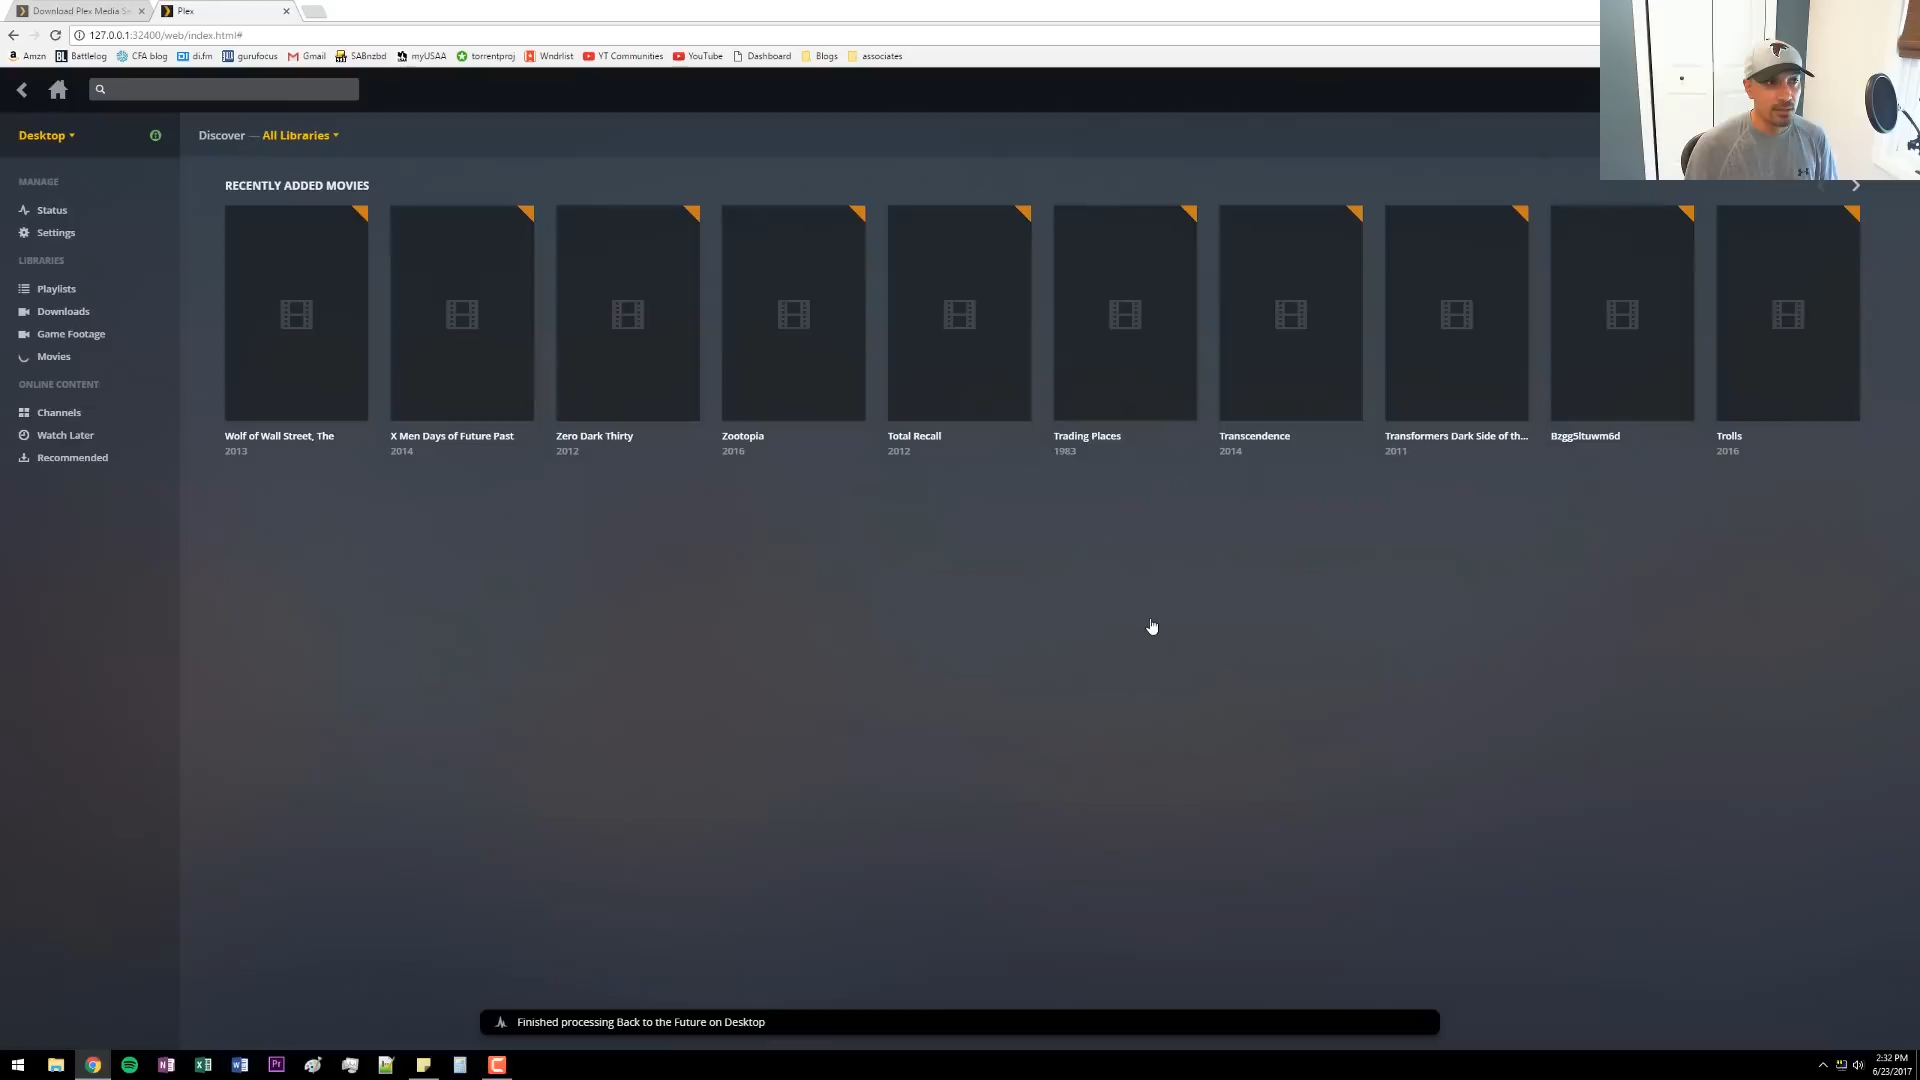 Download Plex Media Se
Plex
127.0.0.1:32400/web/index.html#
Amzn
Battlelog
CFA blog
di.fm
gurufocus
Gmail
SABnzbd
myUSAA
torrentproj
Wndrlist
YT Communities
YouTube
Dashboard
Blogs
associates
Desktop
Discover — All Libraries
MANAGE
Status
Settings
LIBRARIES
Playlists
Downloads
Game Footage
Movies
ONLINE CONTENT
Channels
Watch Later
Recommended
RECENTLY ADDED MOVIES
Wolf of Wall Street, The
2013
X Men Days of Future Past
2014
Zero Dark Thirty
2012
Zootopia
2016
Total Recall
2012
Trading Places
1983
Transcendence
2014
Transformers Dark Side of th...
2011
Bzgg5ltuwm6d
Trolls
2016
Finished processing Back to the Future on Desktop
2:32 PM
6/23/2017